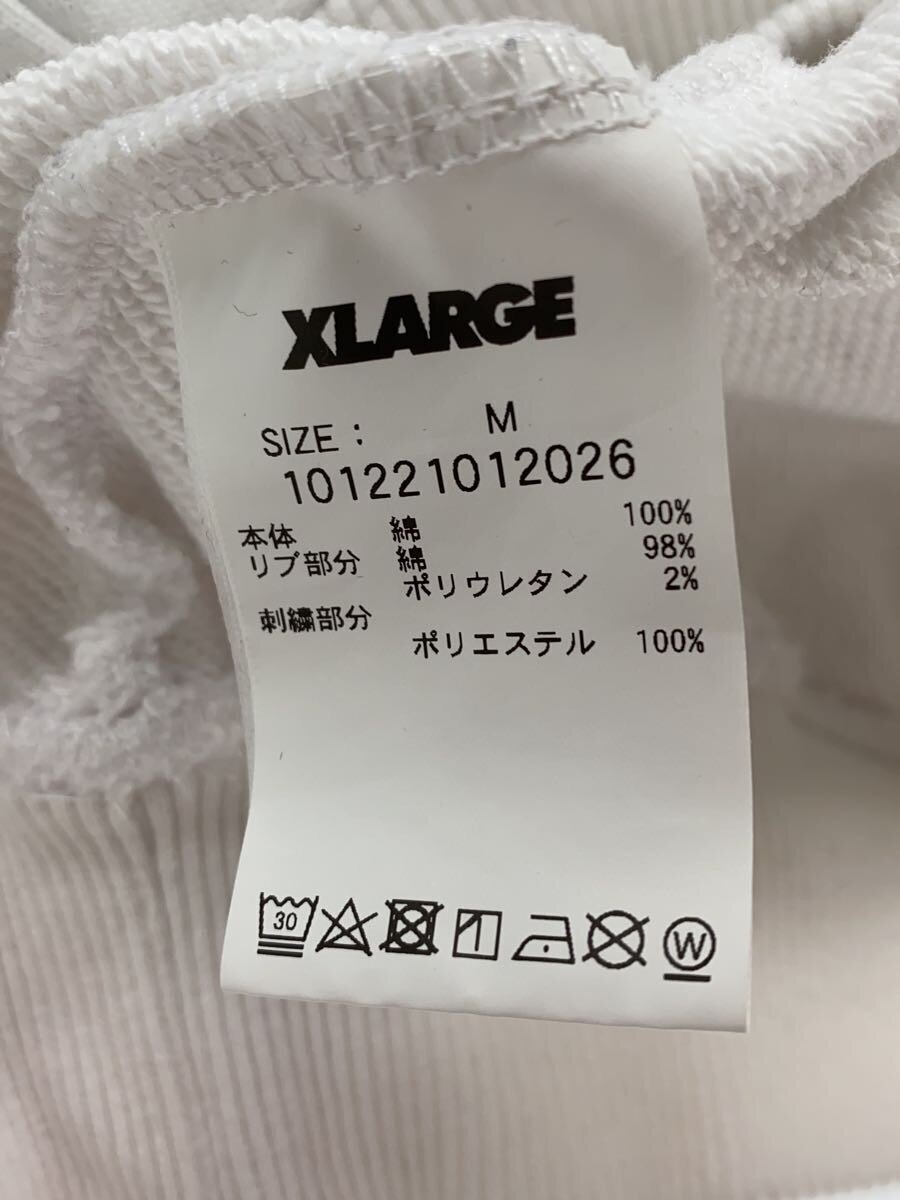 XLARGE
SIZE : M
101221012026
本体 綿 100%
リブ部分 綿 98%
ポリウレタン 2%
刺繍部分
ポリエステル 100%
30 W